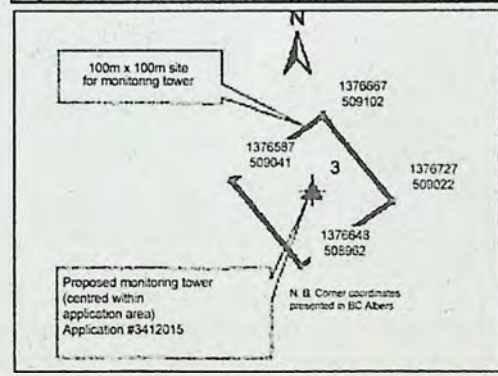 N
100m x 100m site
for monitoring tower
1376667
509102
1376587
509041
3
1376727
509022
1376648
508962
Proposed monitoring tower
(centred within
application area)
Application #3412015
N. B. Corner coordinates
presented in BC Albers